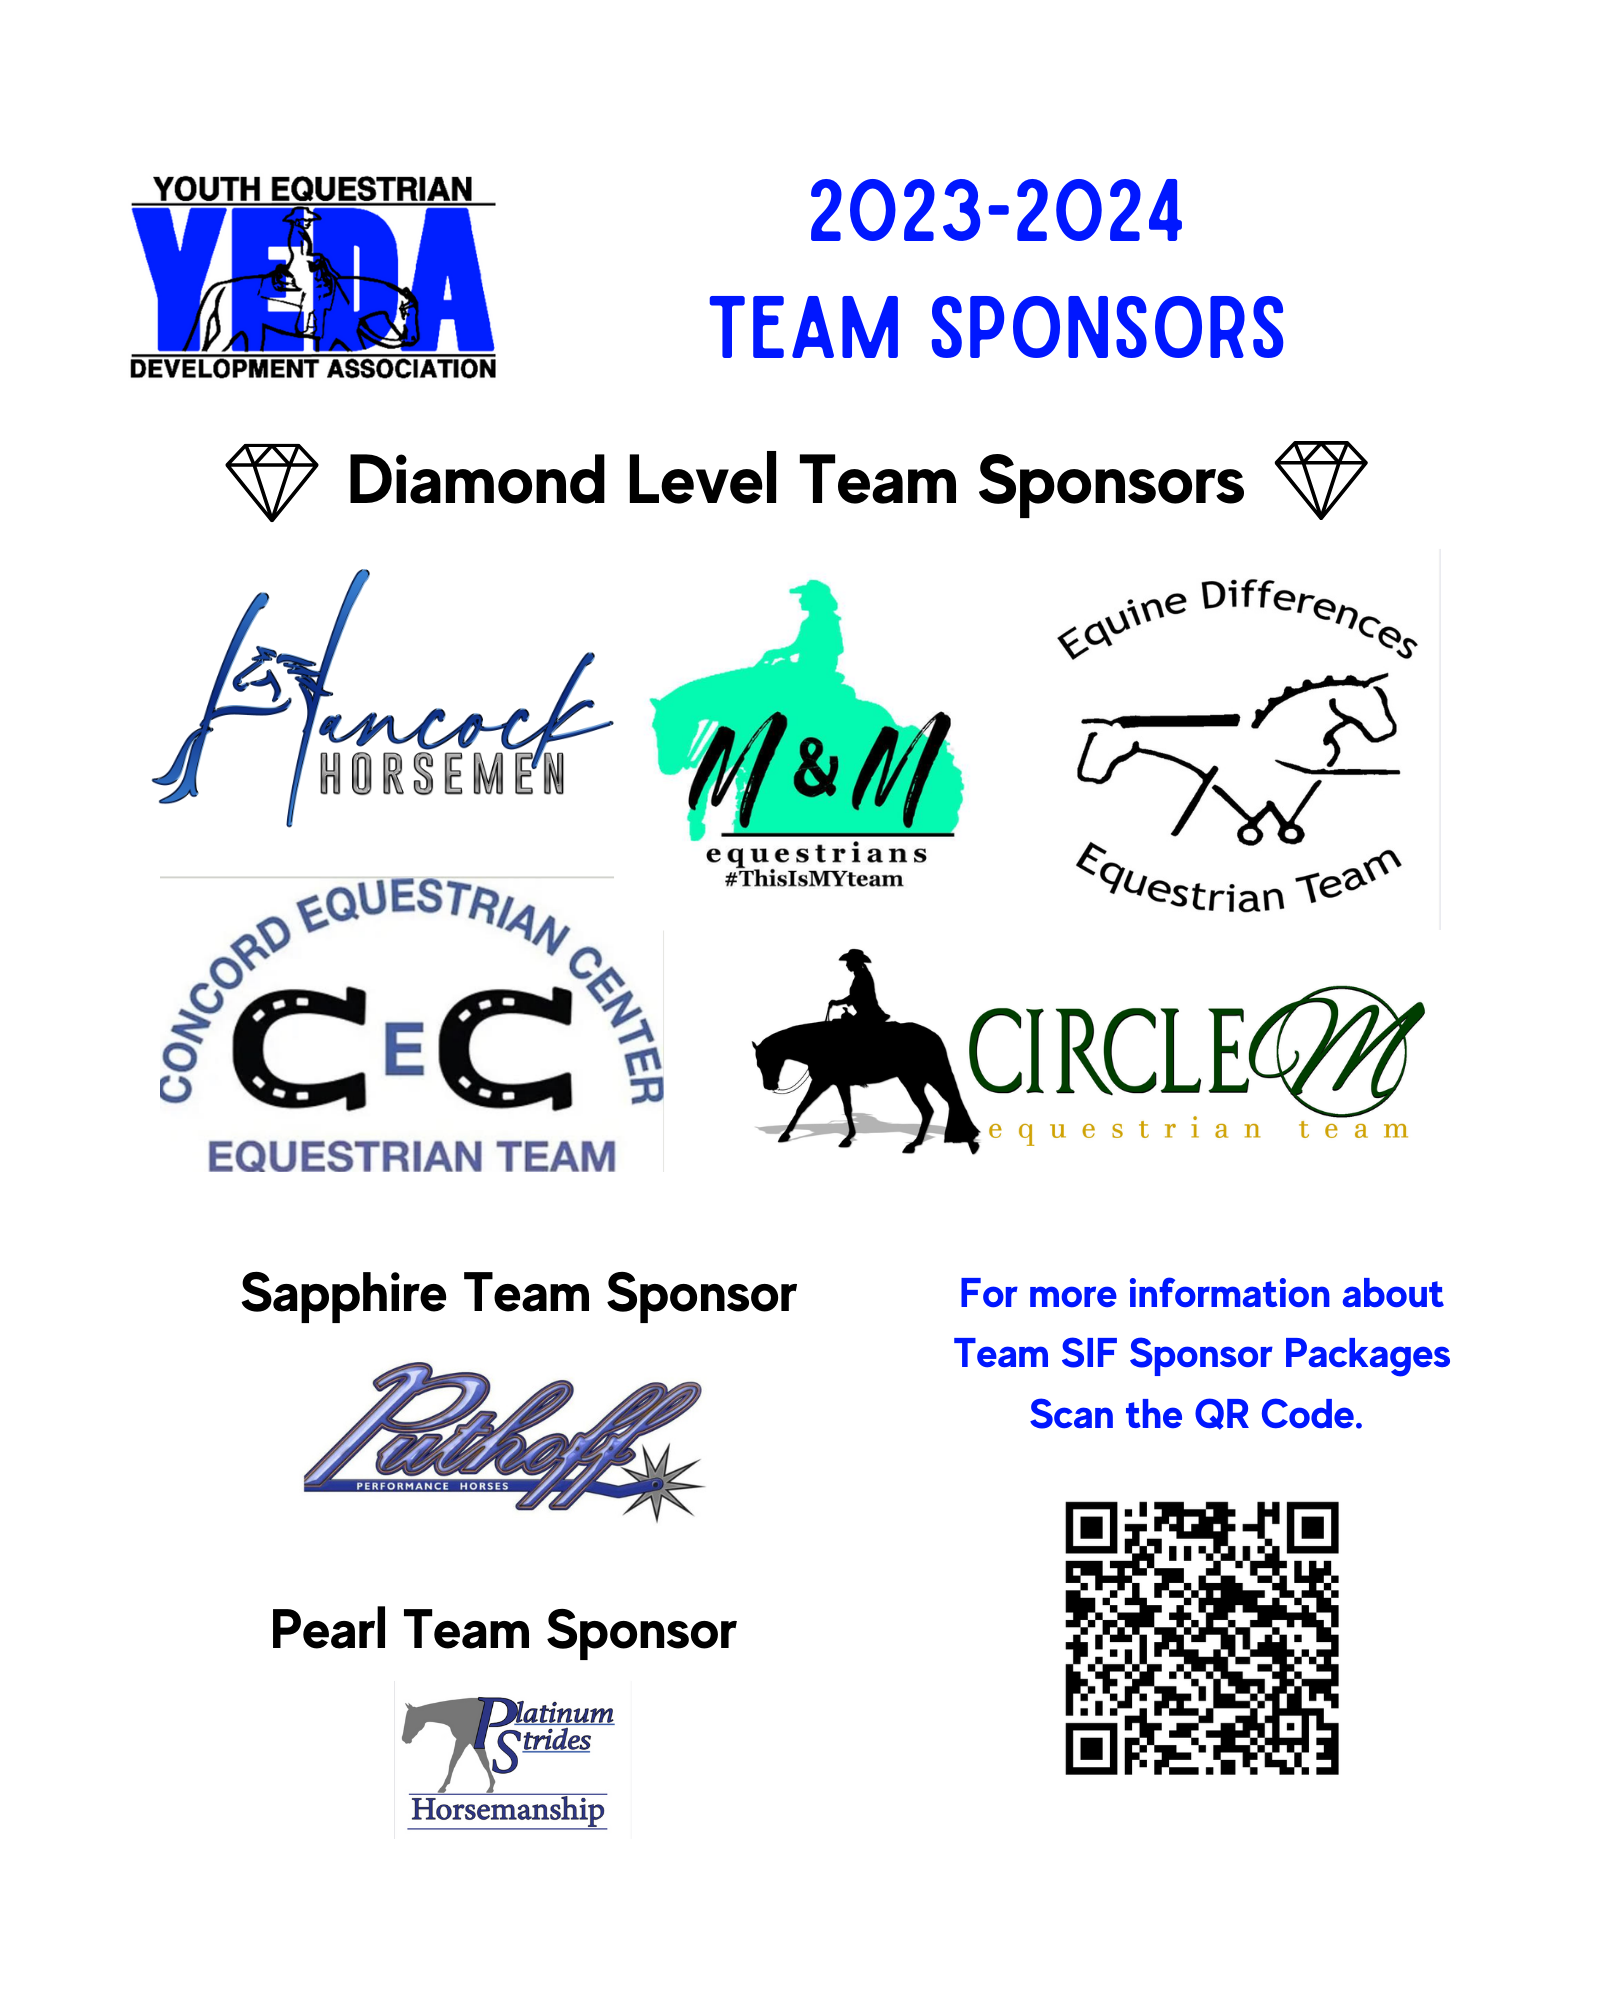 YOUTH EQUESTRIAN
YEDA
DEVELOPMENT ASSOCIATION
2023-2024
TEAM SPONSORS
Diamond Level Team Sponsors
Hancock
HORSEMEN
M & M
equestrians
#ThisIsMYteam
Equine Differences
Equestrian Team
CONCORD EQUESTRIAN CENTER
CEC
EQUESTRIAN TEAM
CIRCLE M
equestrian team
Sapphire Team Sponsor
Puthoff
PERFORMANCE HORSES
For more information about
Team SIF Sponsor Packages
Scan the QR Code.
Pearl Team Sponsor
Platinum
Strides
Horsemanship